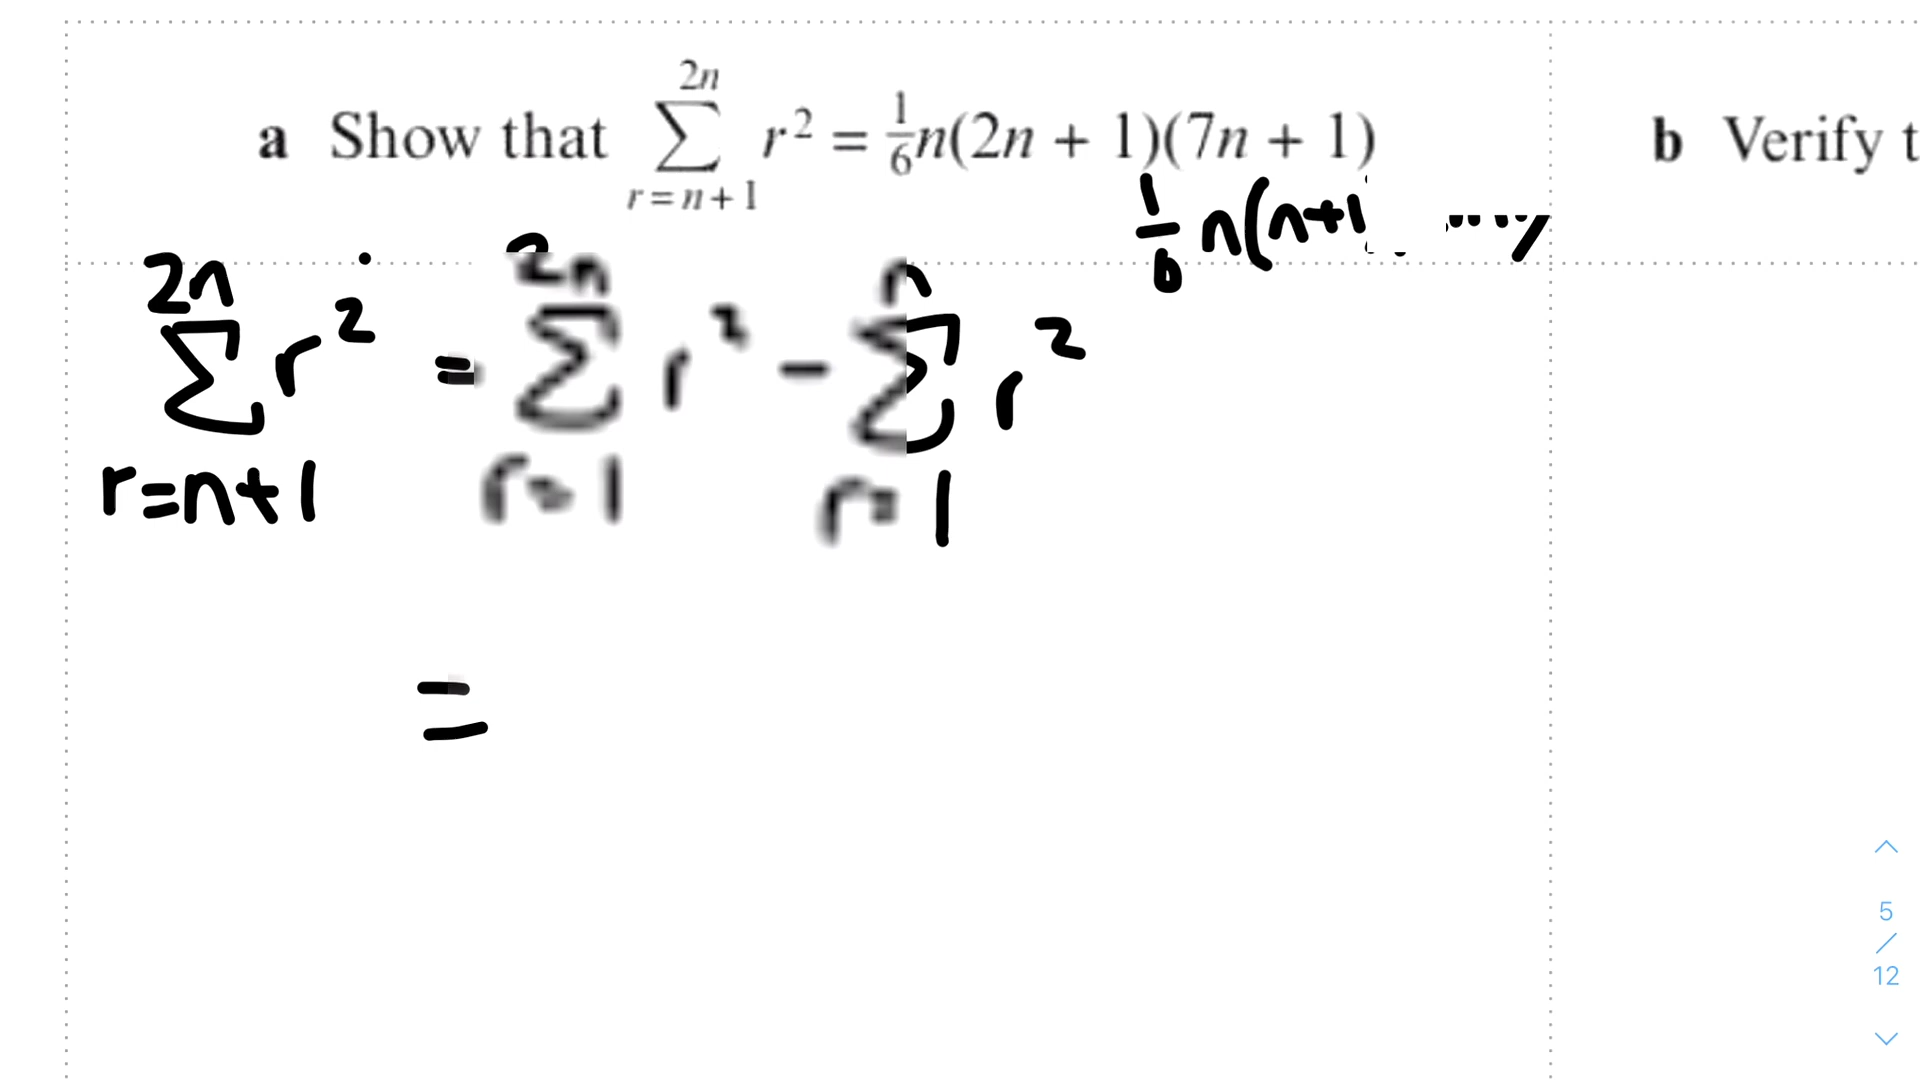 a Show that \sum_{r=n+1}^{2n} r^2 = \frac{1}{6}n(2n + 1)(7n + 1)
b Verify t
\frac{1}{6} n(n+1
\sum_{r=n+1}^{2n} r^2 = \sum_{r=1}^{2n} r^2 - \sum_{r=1}^{n} r^2
=
5
/
12